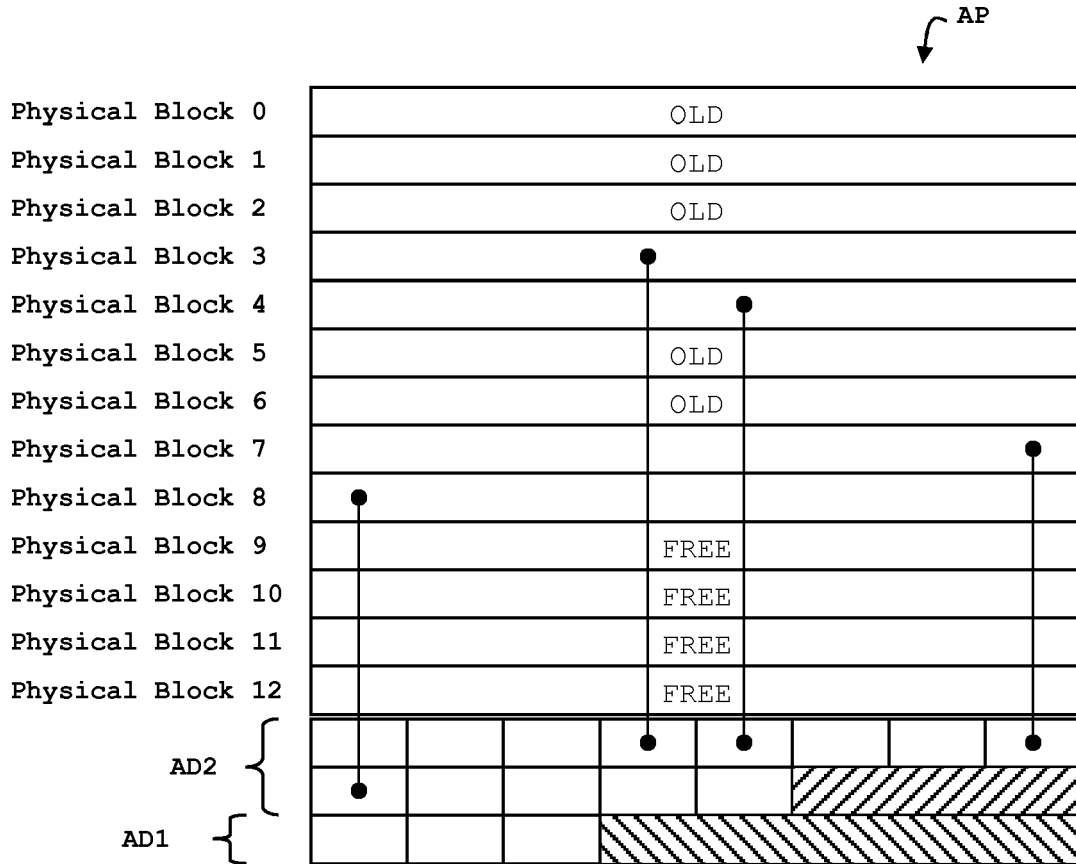 AP
Physical Block 0 OLD
Physical Block 1 OLD
Physical Block 2 OLD
Physical Block 3
Physical Block 4
Physical Block 5 OLD
Physical Block 6 OLD
Physical Block 7
Physical Block 8
Physical Block 9 FREE
Physical Block 10 FREE
Physical Block 11 FREE
Physical Block 12 FREE
AD2
AD1